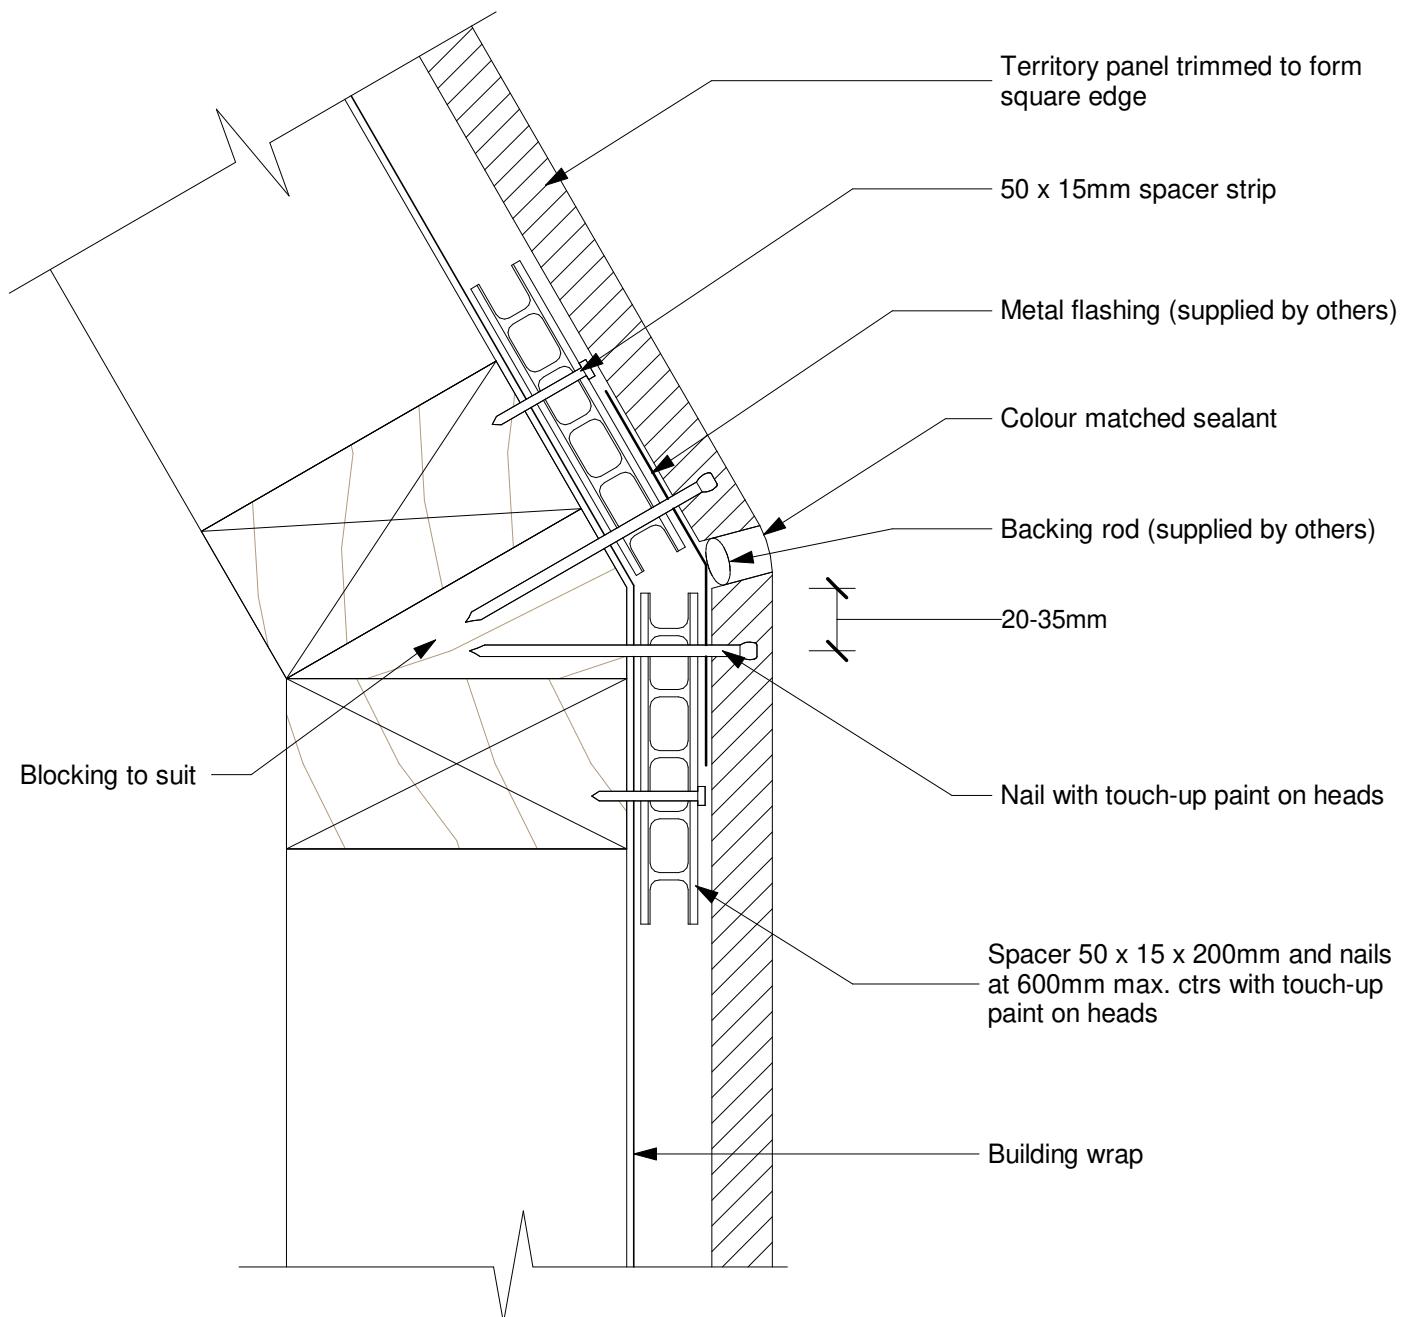 Territory panel trimmed to form
square edge
50 x 15mm spacer strip
Metal flashing (supplied by others)
Colour matched sealant
Backing rod (supplied by others)
20-35mm
Blocking to suit
Nail with touch-up paint on heads
Spacer 50 x 15 x 200mm and nails
at 600mm max. ctrs with touch-up
paint on heads
Building wrap